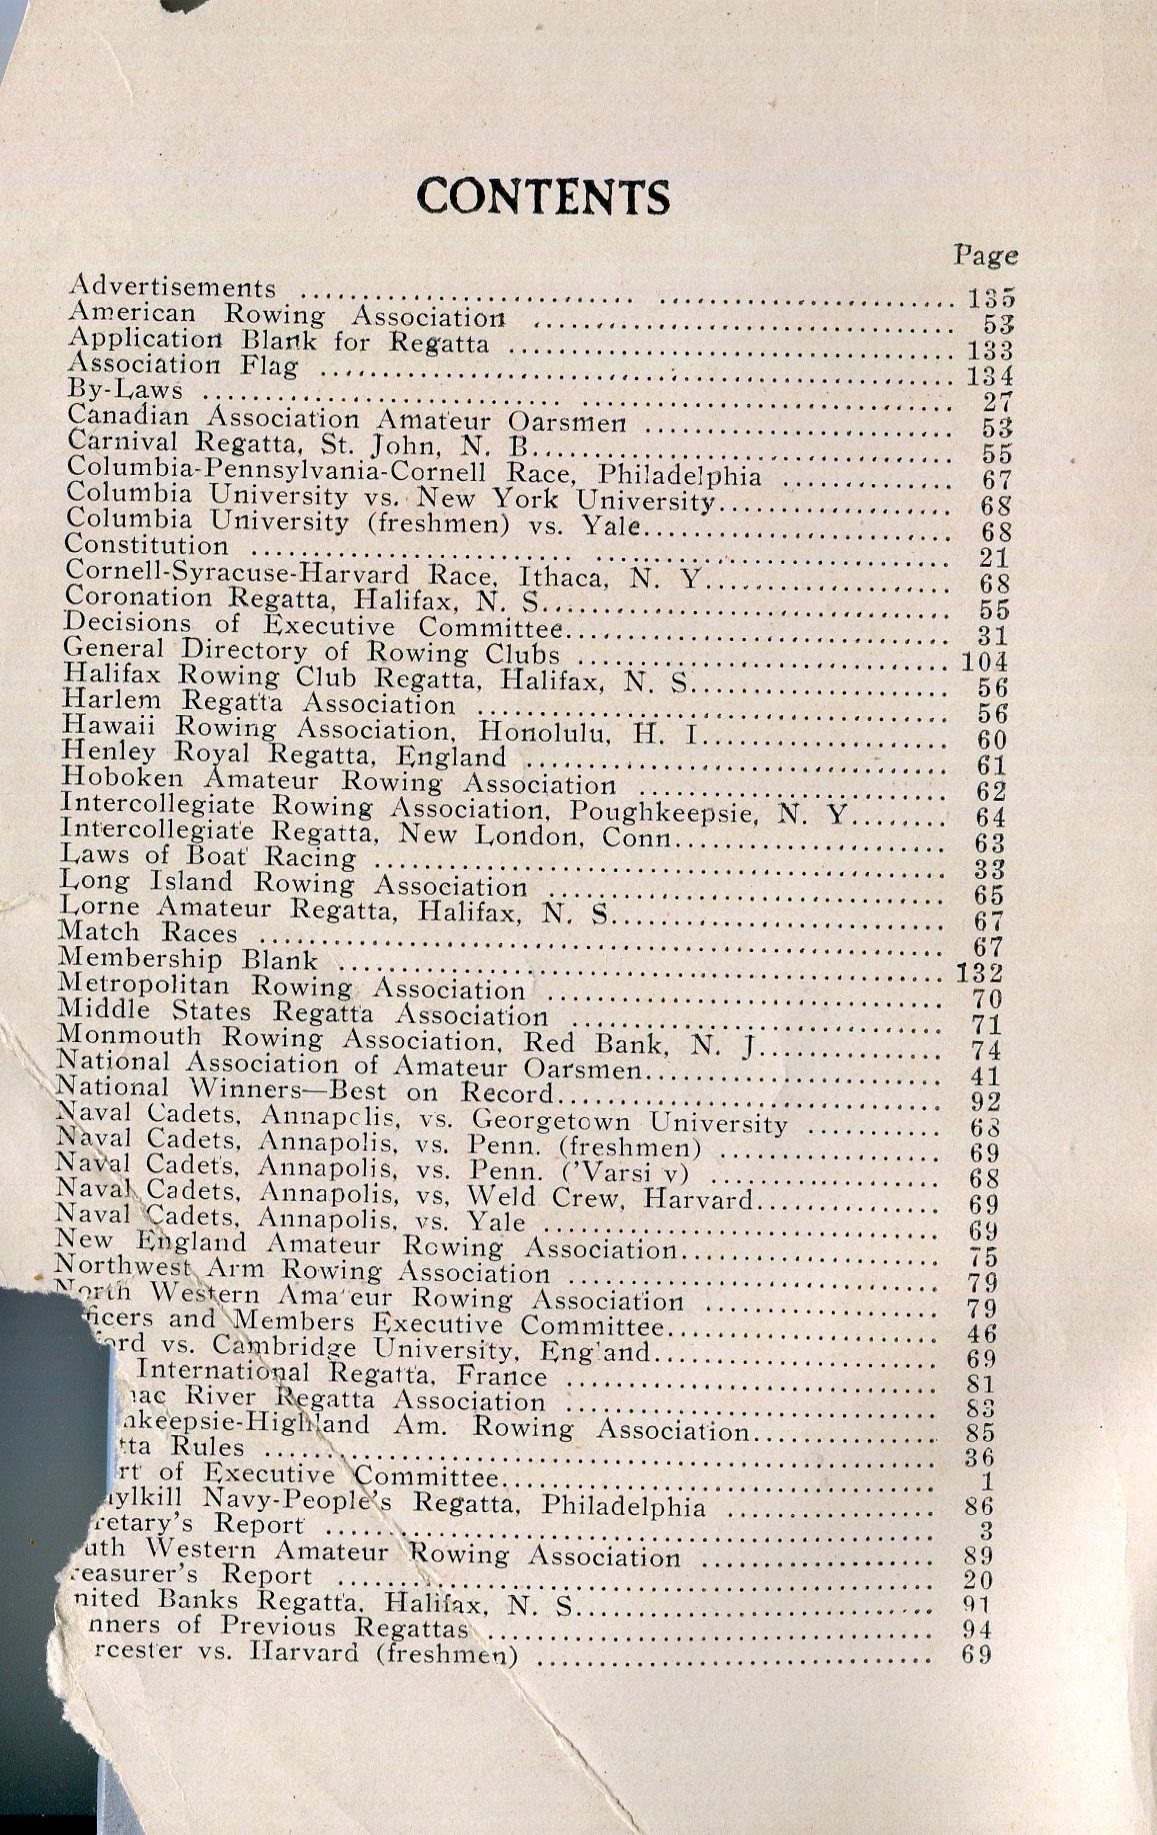 CONTENTS
Page
Advertisements .......................... ........................ 135
American Rowing Association .................................. 53
Application Blank for Regatta .................................... 133
Association Flag .................................................. 134
By-Laws ............................. .............................. 27
Canadian Association Amateur Oarsmen ......................... 53
Carnival Regatta, St. John, N. B.................................. 55
Columbia-Pennsylvania-Cornell Race, Philadelphia .............. 67
Columbia University vs. New York University................... 68
Columbia University (freshmen) vs. Yale......................... 68
Constitution .......................... ............................. 21
Cornell-Syracuse-Harvard Race, Ithaca, N. Y.................... 68
Coronation Regatta, Halifax, N. S................................. 55
Decisions of Executive Committee............................... 31
General Directory of Rowing Clubs .............................. 104
Halifax Rowing Club Regatta, Halifax, N. S..................... 56
Harlem Regatta Association ...................................... 56
Hawaii Rowing Association, Honolulu, H. I.................... 60
Henley Royal Regatta, England .................................. 61
Hoboken Amateur Rowing Association ......................... 62
Intercollegiate Rowing Association, Poughkeepsie, N. Y........ 64
Intercollegiate Regatta, New London, Conn...................... 63
Laws of Boat Racing .............................................. 33
Long Island Rowing Association ................................ 65
Lorne Amateur Regatta, Halifax, N. S........................... 67
Match Races ....................................................... 67
Membership Blank ................................................ 132
Metropolitan Rowing Association ................................ 70
Middle States Regatta Association .............................. 71
Monmouth Rowing Association, Red Bank, N. J............... 74
National Association of Amateur Oarsmen........................ 41
National Winners—Best on Record............................... 92
Naval Cadets, Annapolis, vs. Georgetown University ........... 68
Naval Cadets, Annapolis, vs. Penn. (freshmen) .................. 69
Naval Cadets, Annapolis, vs. Penn. ('Varsi y) ................... 68
Naval Cadets, Annapolis, vs, Weld Crew, Harvard............... 69
Naval Cadets, Annapolis, vs. Yale ................................ 69
New England Amateur Rowing Association...................... 75
Northwest Arm Rowing Association .............................. 79
North Western Ama eur Rowing Association ................... 79
ficers and Members Executive Committee....................... 46
ord vs. Cambridge University, England........................ 69
International Regatta, France .............................. 81
ac River Regatta Association .............................. 83
hkeepsie-Highland Am. Rowing Association............... 85
tta Rules ....................................................... 36
rt of Executive Committee.................................... 1
ylkill Navy-People's Regatta, Philadelphia ................. 86
retary's Report ................................................. 3
uth Western Amateur Rowing Association ................... 89
reasurer's Report ................................................ 20
nited Banks Regatta, Halifax, N. S............................. 91
nners of Previous Regattas .................................... 94
rcester vs. Harvard (freshmen) ................................ 69